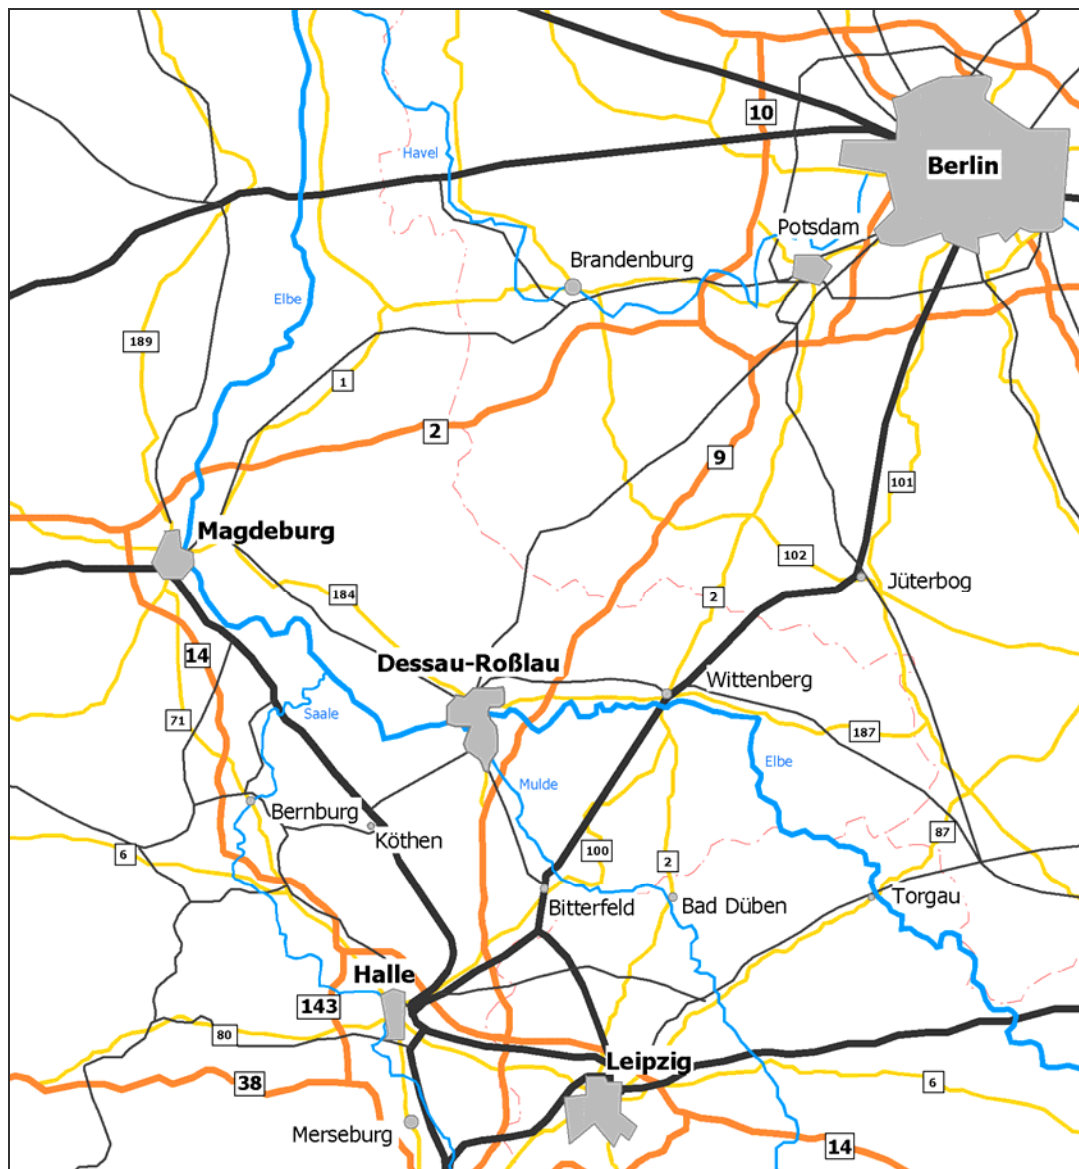 10
Havel
Berlin
Potsdam
Brandenburg
Elbe
189
1
2
9
101
Magdeburg
102
Jüterbog
184
2
14
Dessau-Roßlau
Wittenberg
Saale
71
187
Elbe
Mulde
Bernburg
Köthen
87
6
100
2
Bitterfeld
Bad Düben
Torgau
Halle
143
80
Leipzig
38
6
Merseburg
14